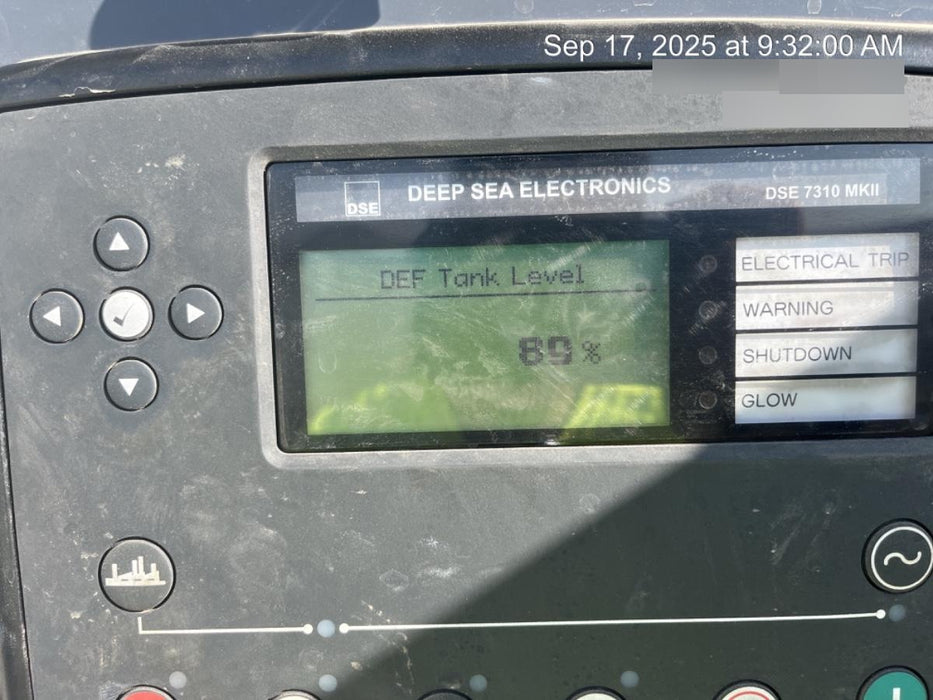 Sep 17, 2025 at 9:32:00 AM
DSE
DEEP SEA ELECTRONICS
DSE 7310 MKII
DEF Tank Level
89 %
ELECTRICAL TRIP
WARNING
SHUTDOWN
GLOW